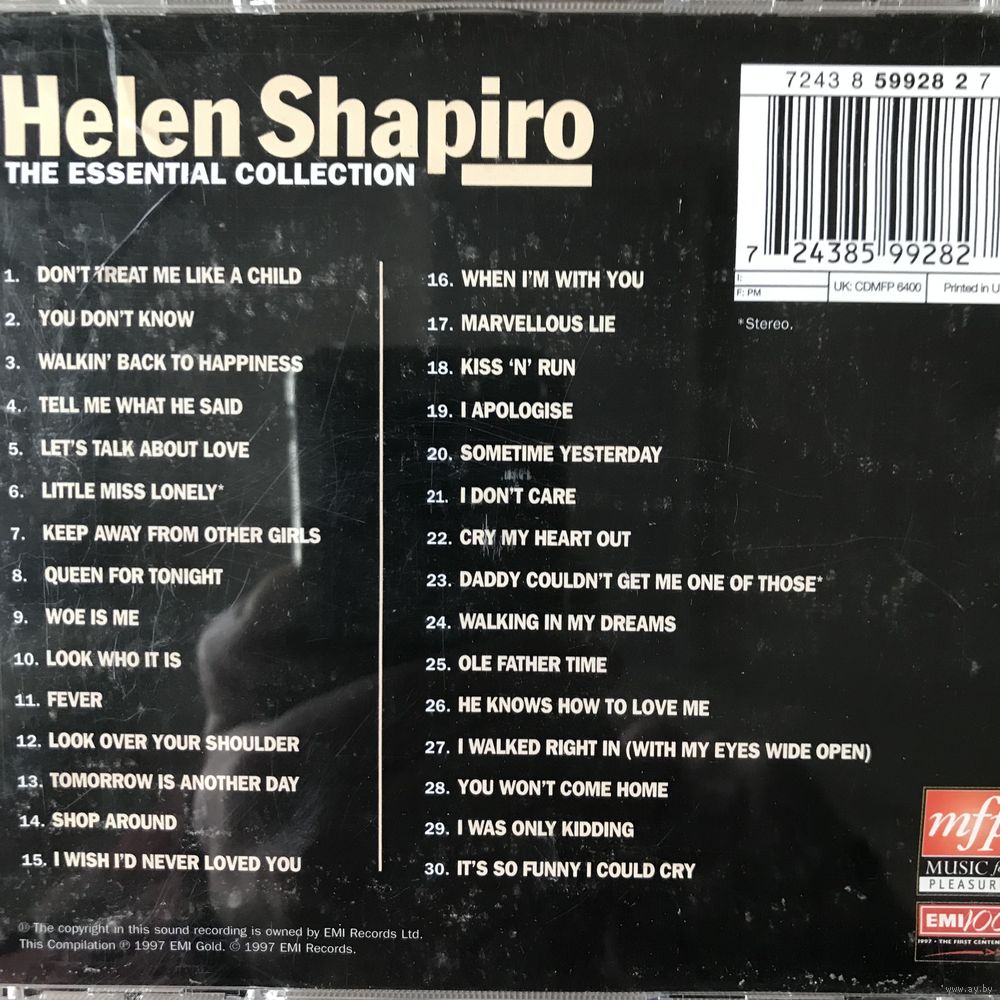 7243 8 59928 2 7
Helen Shapiro
THE ESSENTIAL COLLECTION
7 24385 99282
I:
F: PM
UK: CDMFP 6400
Printed in U
*Stereo.
1. DON'T TREAT ME LIKE A CHILD
2. YOU DON'T KNOW
3. WALKIN' BACK TO HAPPINESS
4. TELL ME WHAT HE SAID
5. LET'S TALK ABOUT LOVE
6. LITTLE MISS LONELY*
7. KEEP AWAY FROM OTHER GIRLS
8. QUEEN FOR TONIGHT
9. WOE IS ME
10. LOOK WHO IT IS
11. FEVER
12. LOOK OVER YOUR SHOULDER
13. TOMORROW IS ANOTHER DAY
14. SHOP AROUND
15. I WISH I'D NEVER LOVED YOU
16. WHEN I'M WITH YOU
17. MARVELLOUS LIE
18. KISS 'N' RUN
19. I APOLOGISE
20. SOMETIME YESTERDAY
21. I DON'T CARE
22. CRY MY HEART OUT
23. DADDY COULDN'T GET ME ONE OF THOSE*
24. WALKING IN MY DREAMS
25. OLE FATHER TIME
26. HE KNOWS HOW TO LOVE ME
27. I WALKED RIGHT IN (WITH MY EYES WIDE OPEN)
28. YOU WON'T COME HOME
29. I WAS ONLY KIDDING
30. IT'S SO FUNNY I COULD CRY
mfp
MUSIC f
PLEASUR
EMI 100
1997 • THE FIRST CENTEN
℗ The copyright in this sound recording is owned by EMI Records Ltd.
This Compilation ℗ 1997 EMI Gold. © 1997 EMI Records.
www.ay.by